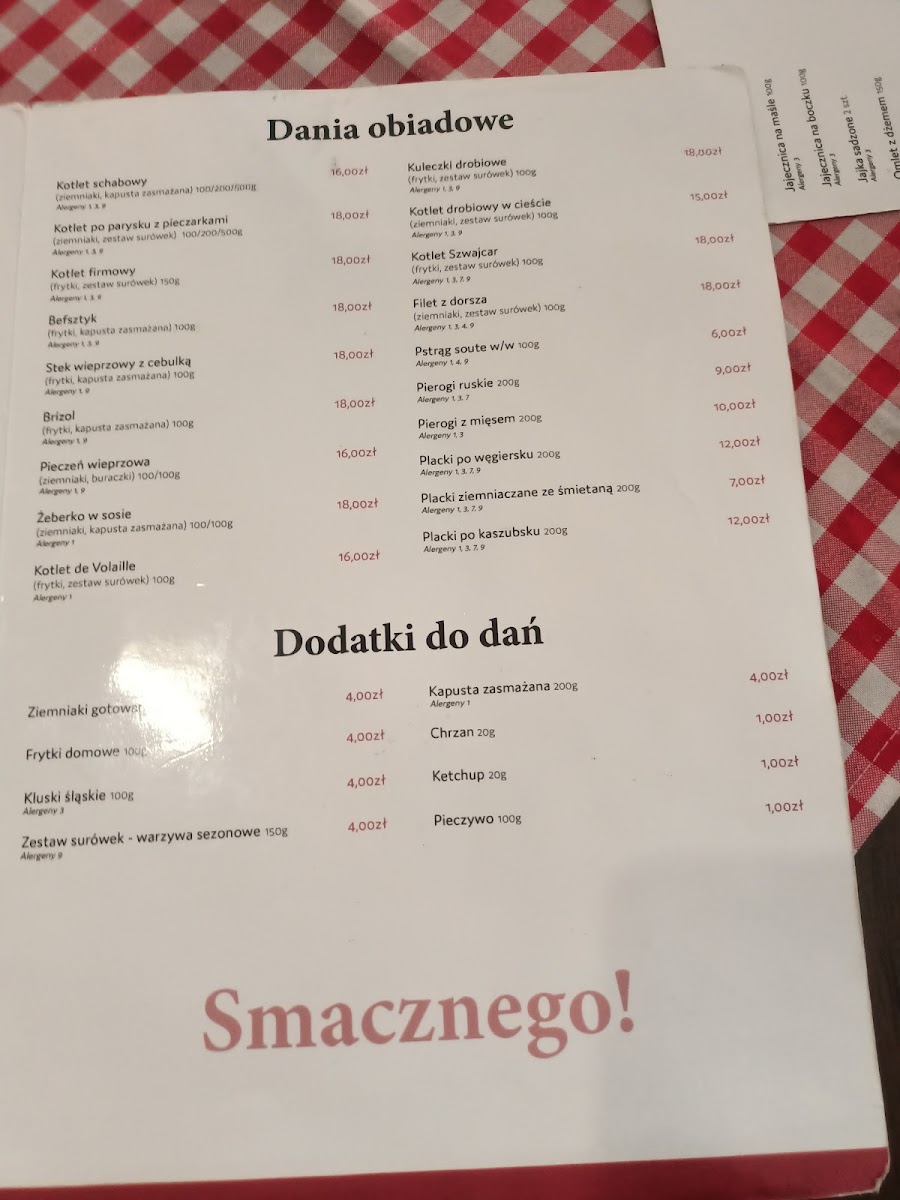 Dania obiadowe
Kotlet schabowy 16,00zł
(ziemniaki, kapusta zasmażana) 100/200/500g
Alergeny 1, 3, 9
Kotlet po parysku z pieczarkami 18,00zł
(ziemniaki, zestaw surówek) 100/200/500g
Alergeny 1, 3, 9
Kotlet firmowy 18,00zł
(frytki, zestaw surówek) 150g
Alergeny 1, 3, 9
Befsztyk 18,00zł
(frytki, kapusta zasmażana) 100g
Alergeny 1, 3, 9
Stek wieprzowy z cebulką 18,00zł
(frytki, kapusta zasmażana) 100g
Alergeny 1, 9
Brizol 18,00zł
(frytki, kapusta zasmażana) 100g
Alergeny 1, 9
Pieczeń wieprzowa 16,00zł
(ziemniaki, buraczki) 100/100g
Alergeny 1, 9
Żeberko w sosie 18,00zł
(ziemniaki, kapusta zasmażana) 100/100g
Alergeny 1
Kotlet de Volaille 16,00zł
(frytki, zestaw surówek) 100g
Alergeny 1
Kuleczki drobiowe 18,00zł
(frytki, zestaw surówek) 100g
Alergeny 1, 3, 9
Kotlet drobiowy w cieście 15,00zł
(ziemniaki, zestaw surówek) 100g
Alergeny 1, 3, 9
Kotlet Szwajcar 18,00zł
(frytki, zestaw surówek) 100g
Alergeny 1, 3, 7, 9
Filet z dorsza 18,00zł
(ziemniaki, zestaw surówek) 100g
Alergeny 1, 3, 4, 9
Pstrąg soute w/w 100g 6,00zł
Alergeny 1, 4, 9
Pierogi ruskie 200g 9,00zł
Alergeny 1, 3, 7
Pierogi z mięsem 200g 10,00zł
Alergeny 1, 3
Placki po węgiersku 200g 12,00zł
Alergeny 1, 3, 7, 9
Placki ziemniaczane ze śmietaną 200g 7,00zł
Alergeny 1, 3, 7, 9
Placki po kaszubsku 200g 12,00zł
Alergeny 1, 3, 7, 9
Dodatki do dań
Ziemniaki 4,00zł
Frytki domowe 4,00zł
Kluski śląskie 100g 4,00zł
Alergeny 3
Zestaw surówek - warzywa sezonowe 150g 4,00zł
Alergeny 9
Kapusta zasmażana 200g 4,00zł
Alergeny 1
Chrzan 20g 1,00zł
Ketchup 20g 1,00zł
Pieczywo 100g 1,00zł
Smacznego!
Jajecznica na maśle 100g
Alergeny 3
Jajecznica na boczku 100g
Alergeny 3
Jajka sadzone 2 szt
Alergeny 3
Omlet z dżemem 150g